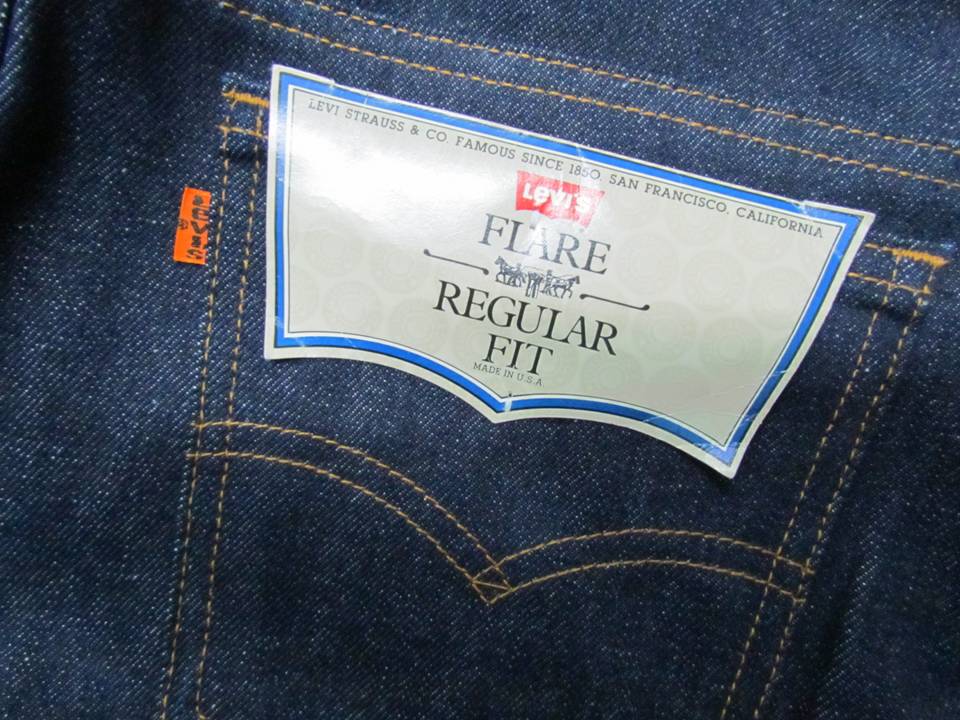 LEVI STRAUSS & CO. FAMOUS SINCE 1850, SAN FRANCISCO, CALIFORNIA
LEVI'S
FLARE
REGULAR
FIT
MADE IN U.S.A.
LEVI'S